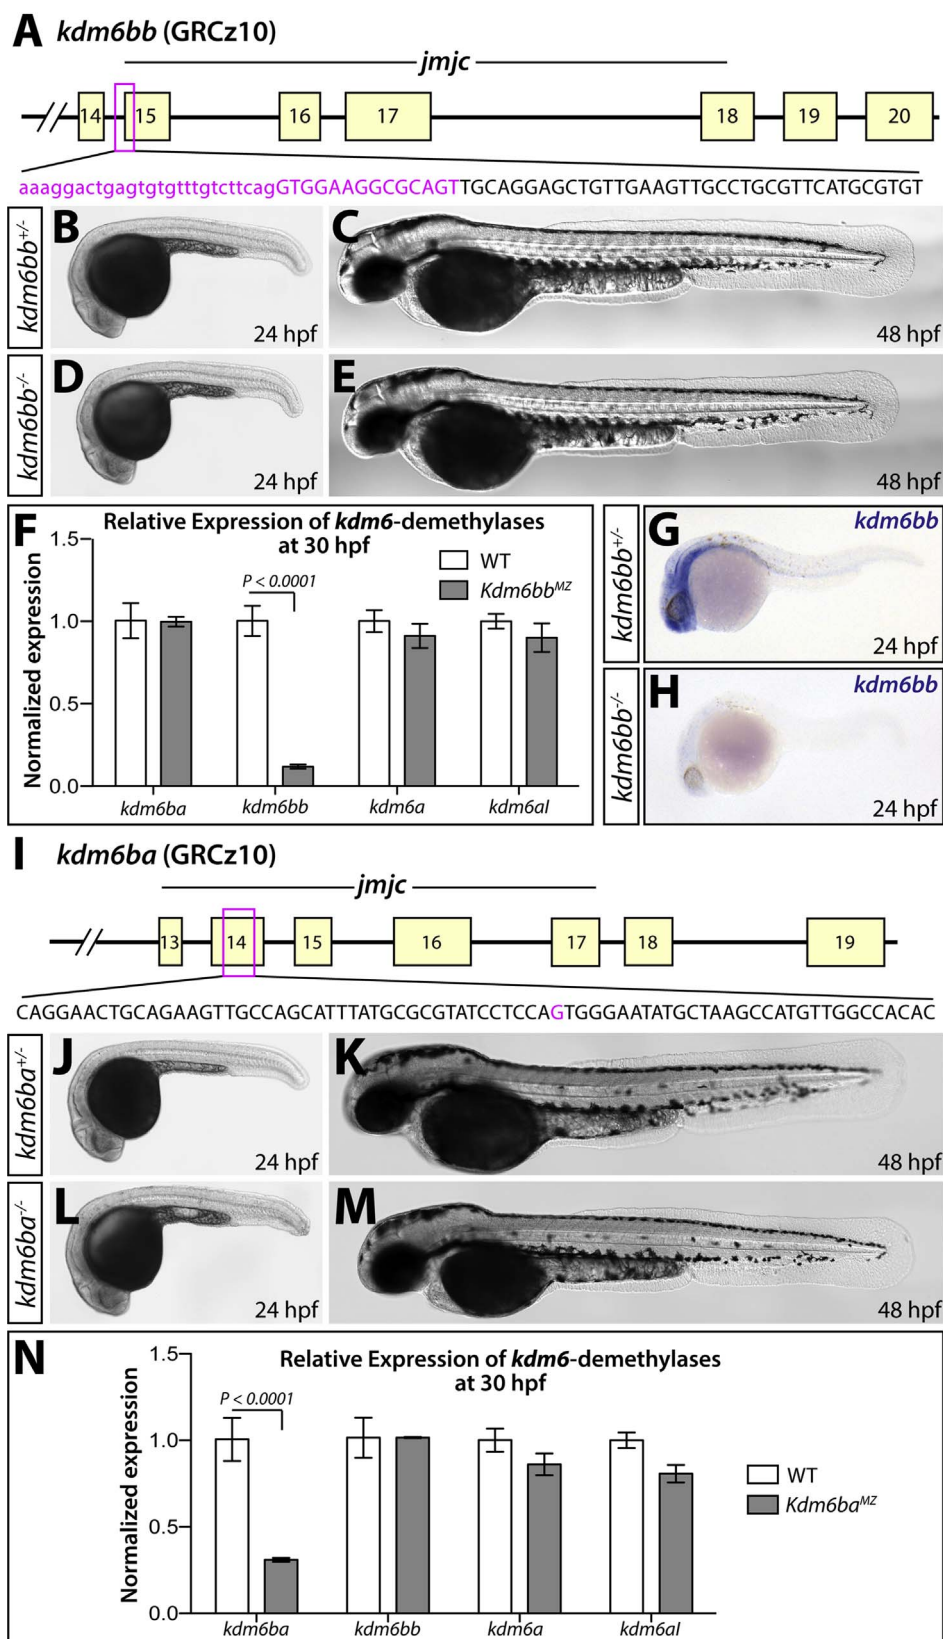 A kdm6bb (GRCz10)
jmjc
14 15 16 17 18 19 20
aaaggactgagtgtgtttgtcttcagGTGGAAGGCGCAGTTGCAGGAGCTGTTGAAGTTGCCTGCGTTCATGCGTGT
kdm6bb+/-
B 24 hpf
C 48 hpf
kdm6bb-/-
D 24 hpf
E 48 hpf
F Relative Expression of kdm6-demethylases
at 30 hpf
Normalized expression
1.5
1.0
0.5
0.0
P < 0.0001
WT
Kdm6bbMZ
kdm6ba kdm6bb kdm6a kdm6al
kdm6bb+/-
G kdm6bb
24 hpf
kdm6bb-/-
H kdm6bb
24 hpf
I kdm6ba (GRCz10)
jmjc
13 14 15 16 17 18 19
CAGGAACTGCAGAAGTTGCCAGCATTTATGCGCGTATCCTCCAGTGGGAATATGCTAAGCCATGTTGGCCACAC
kdm6ba+/-
J 24 hpf
K 48 hpf
kdm6ba-/-
L 24 hpf
M 48 hpf
N Relative Expression of kdm6-demethylases
at 30 hpf
Normalized expression
1.5
1.0
0.5
0.0
P < 0.0001
WT
Kdm6baMZ
kdm6ba kdm6bb kdm6a kdm6al